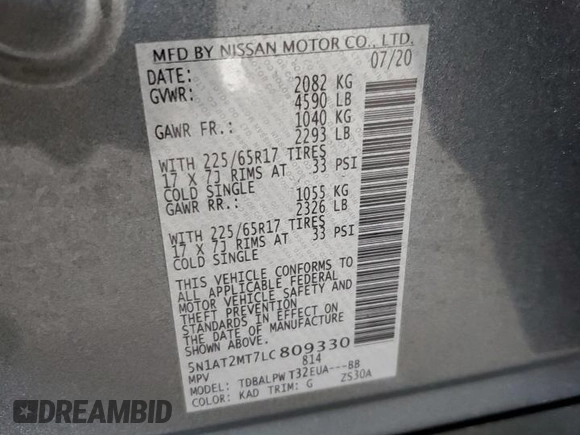 MFD BY NISSAN MOTOR CO., LTD.
DATE: 07/20
GVWR: 2082 KG
4590 LB
GAWR FR.: 1040 KG
2293 LB
WITH 225/65R17 TIRES
17 X 7J RIMS AT 33 PSI
COLD SINGLE
GAWR RR.: 1055 KG
2326 LB
WITH 225/65R17 TIRES
17 X 7J RIMS AT 33 PSI
COLD SINGLE
THIS VEHICLE CONFORMS TO
ALL APPLICABLE FEDERAL
MOTOR VEHICLE SAFETY AND
THEFT PREVENTION
STANDARDS IN EFFECT ON
THE DATE OF MANUFACTURE
SHOWN ABOVE.
5N1AT2MT7LC809330
MPV 814
MODEL: TDBALPW T32EUA---BB
COLOR: KAD TRIM: G ZS30A
DREAMBID